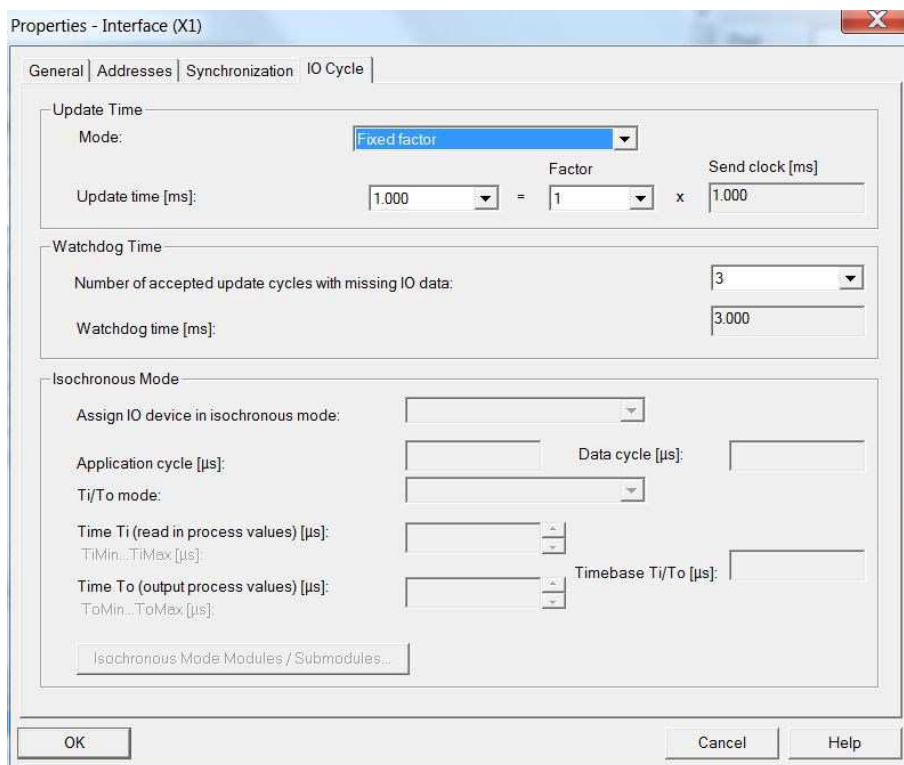 Properties - Interface (X1)
X
General Addresses Synchronization IO Cycle
Update Time
Mode: Fixed factor
Factor Send clock [ms]
Update time [ms]: 1.000 = 1 x 1.000
Watchdog Time
Number of accepted update cycles with missing IO data: 3
Watchdog time [ms]: 3.000
Isochronous Mode
Assign IO device in isochronous mode:
Application cycle [µs]: Data cycle [µs]:
Ti/To mode:
Time Ti (read in process values) [µs]:
TiMin...TiMax [µs]:
Timebase Ti/To [µs]:
Time To (output process values) [µs]:
ToMin...ToMax [µs]:
Isochronous Mode Modules / Submodules...
OK Cancel Help